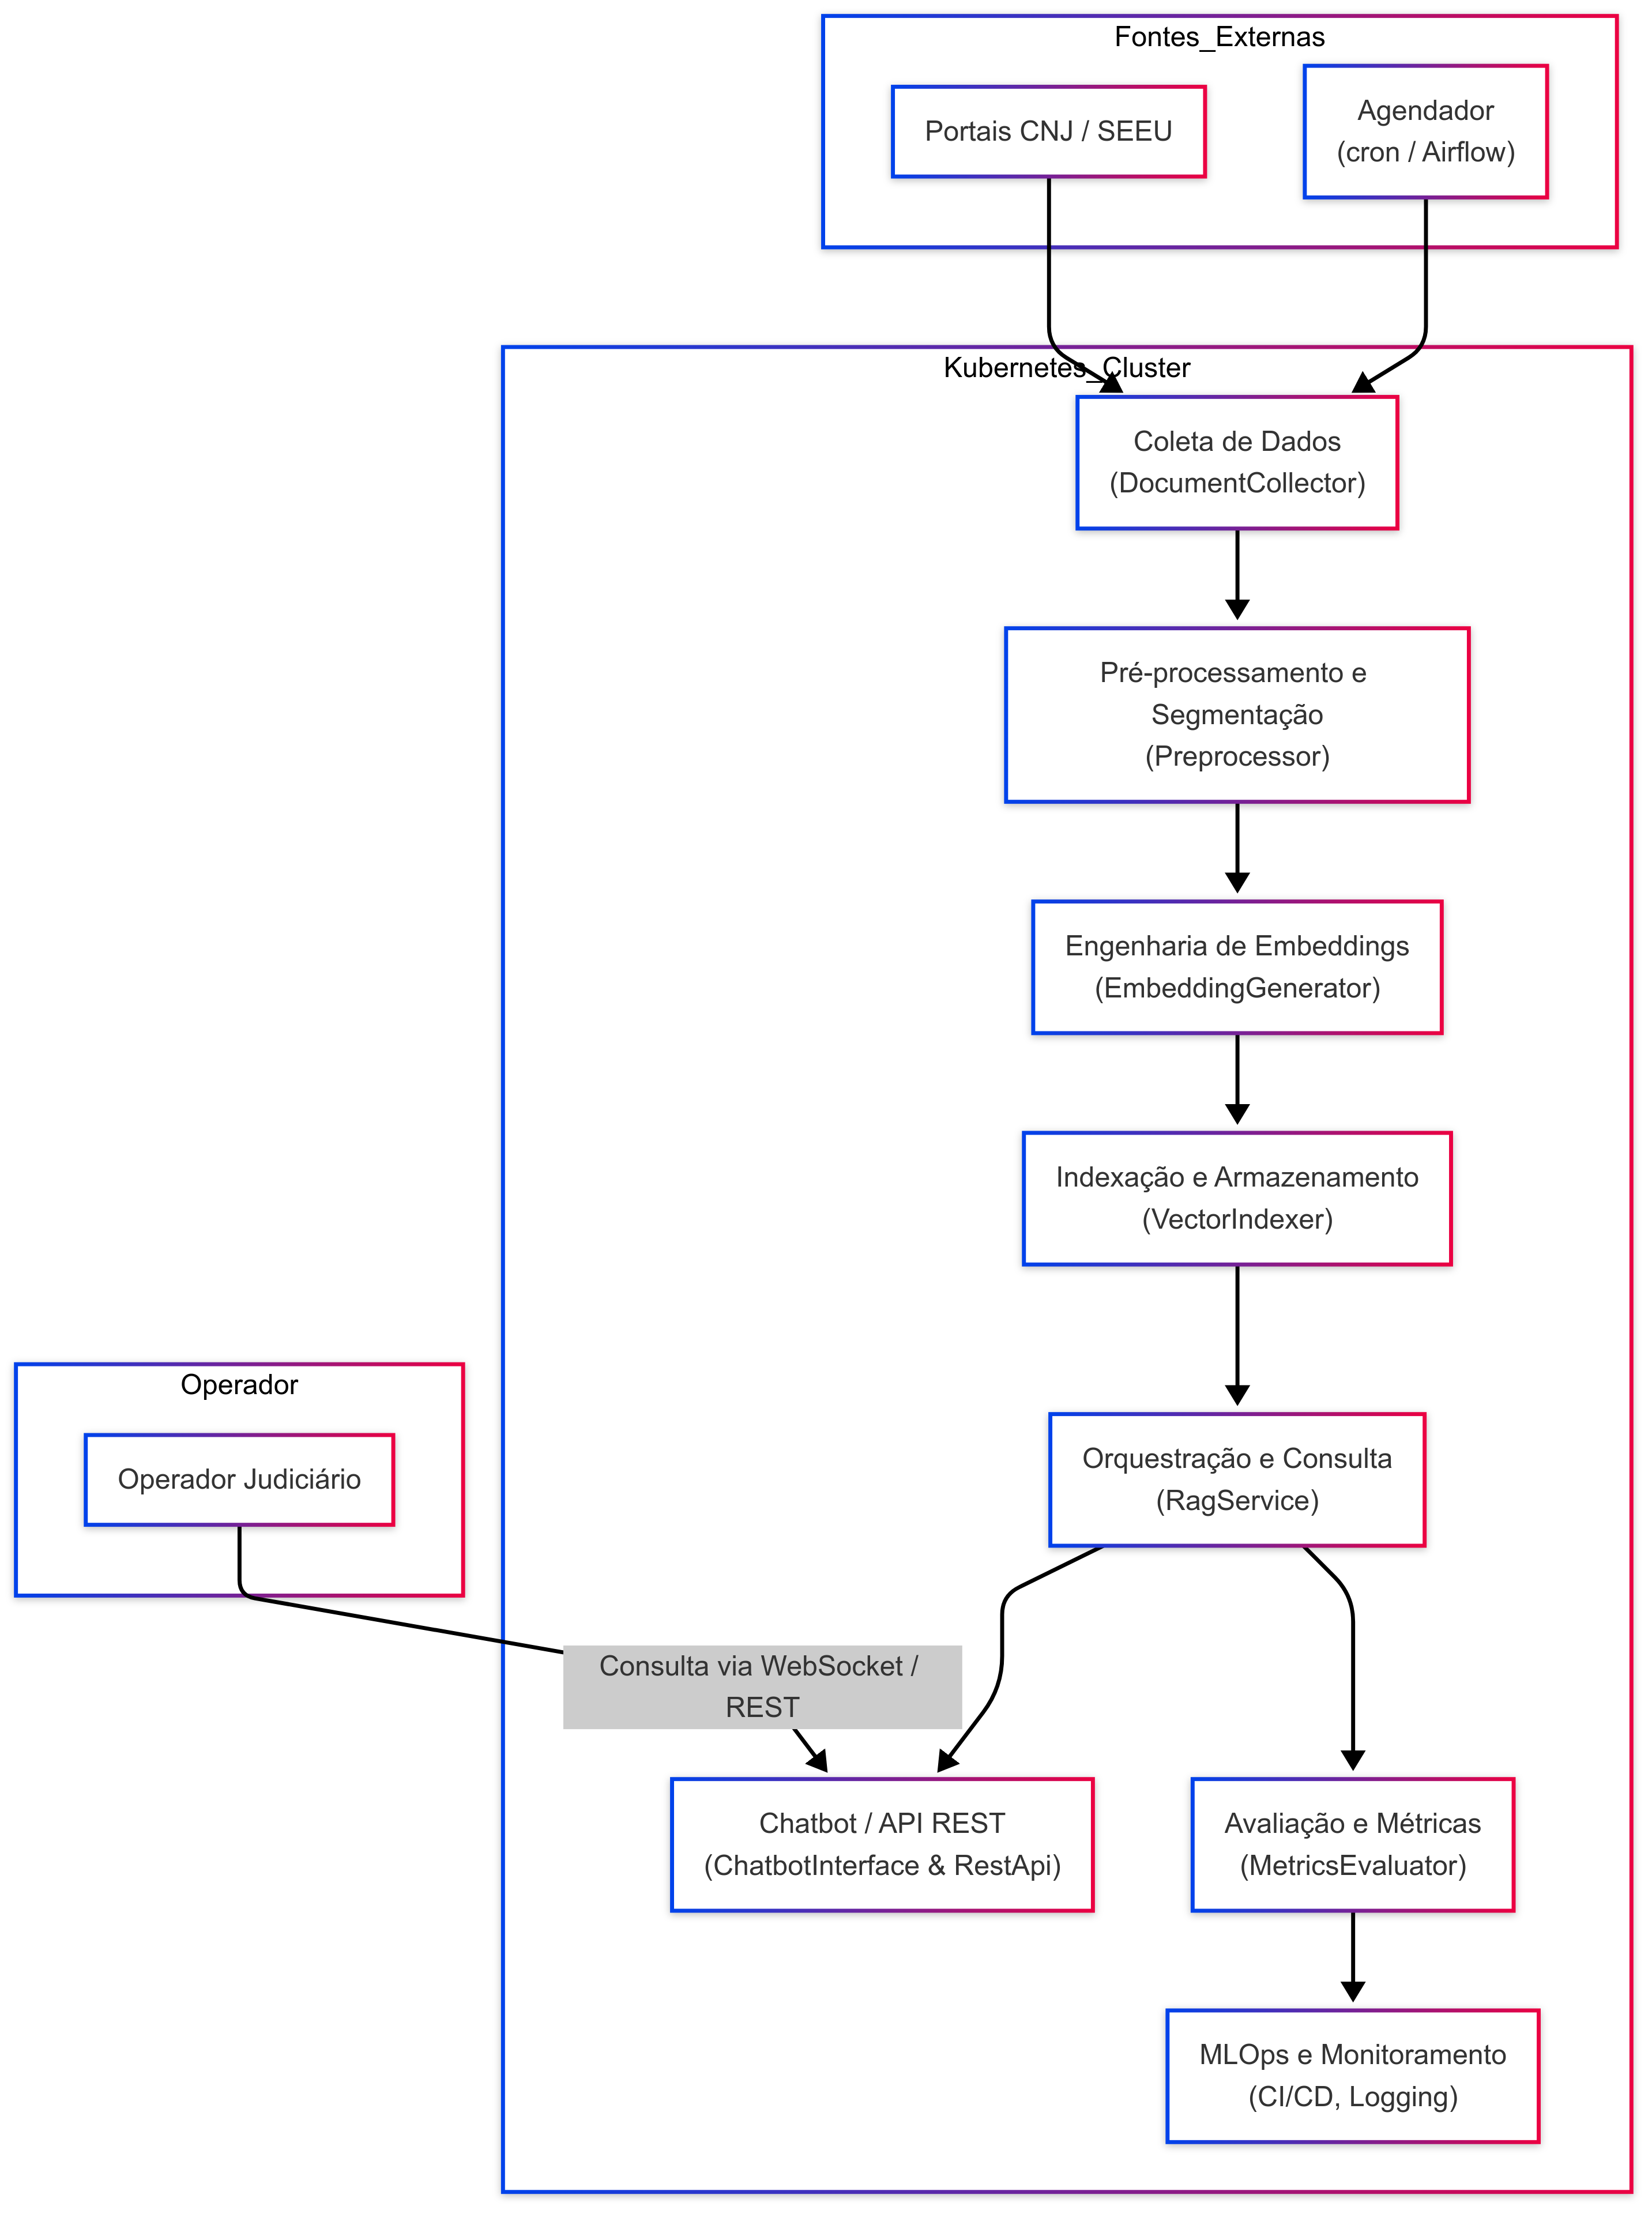 Fontes_Externas
Portais CNJ / SEEU
Agendador
(cron / Airflow)
Kubernetes_Cluster
Coleta de Dados
(DocumentCollector)
Pré-processamento e
Segmentação
(Preprocessor)
Engenharia de Embeddings
(EmbeddingGenerator)
Indexação e Armazenamento
(VectorIndexer)
Operador
Operador Judiciário
Orquestração e Consulta
(RagService)
Consulta via WebSocket /
REST
Chatbot / API REST
(ChatbotInterface & RestApi)
Avaliação e Métricas
(MetricsEvaluator)
MLOps e Monitoramento
(CI/CD, Logging)